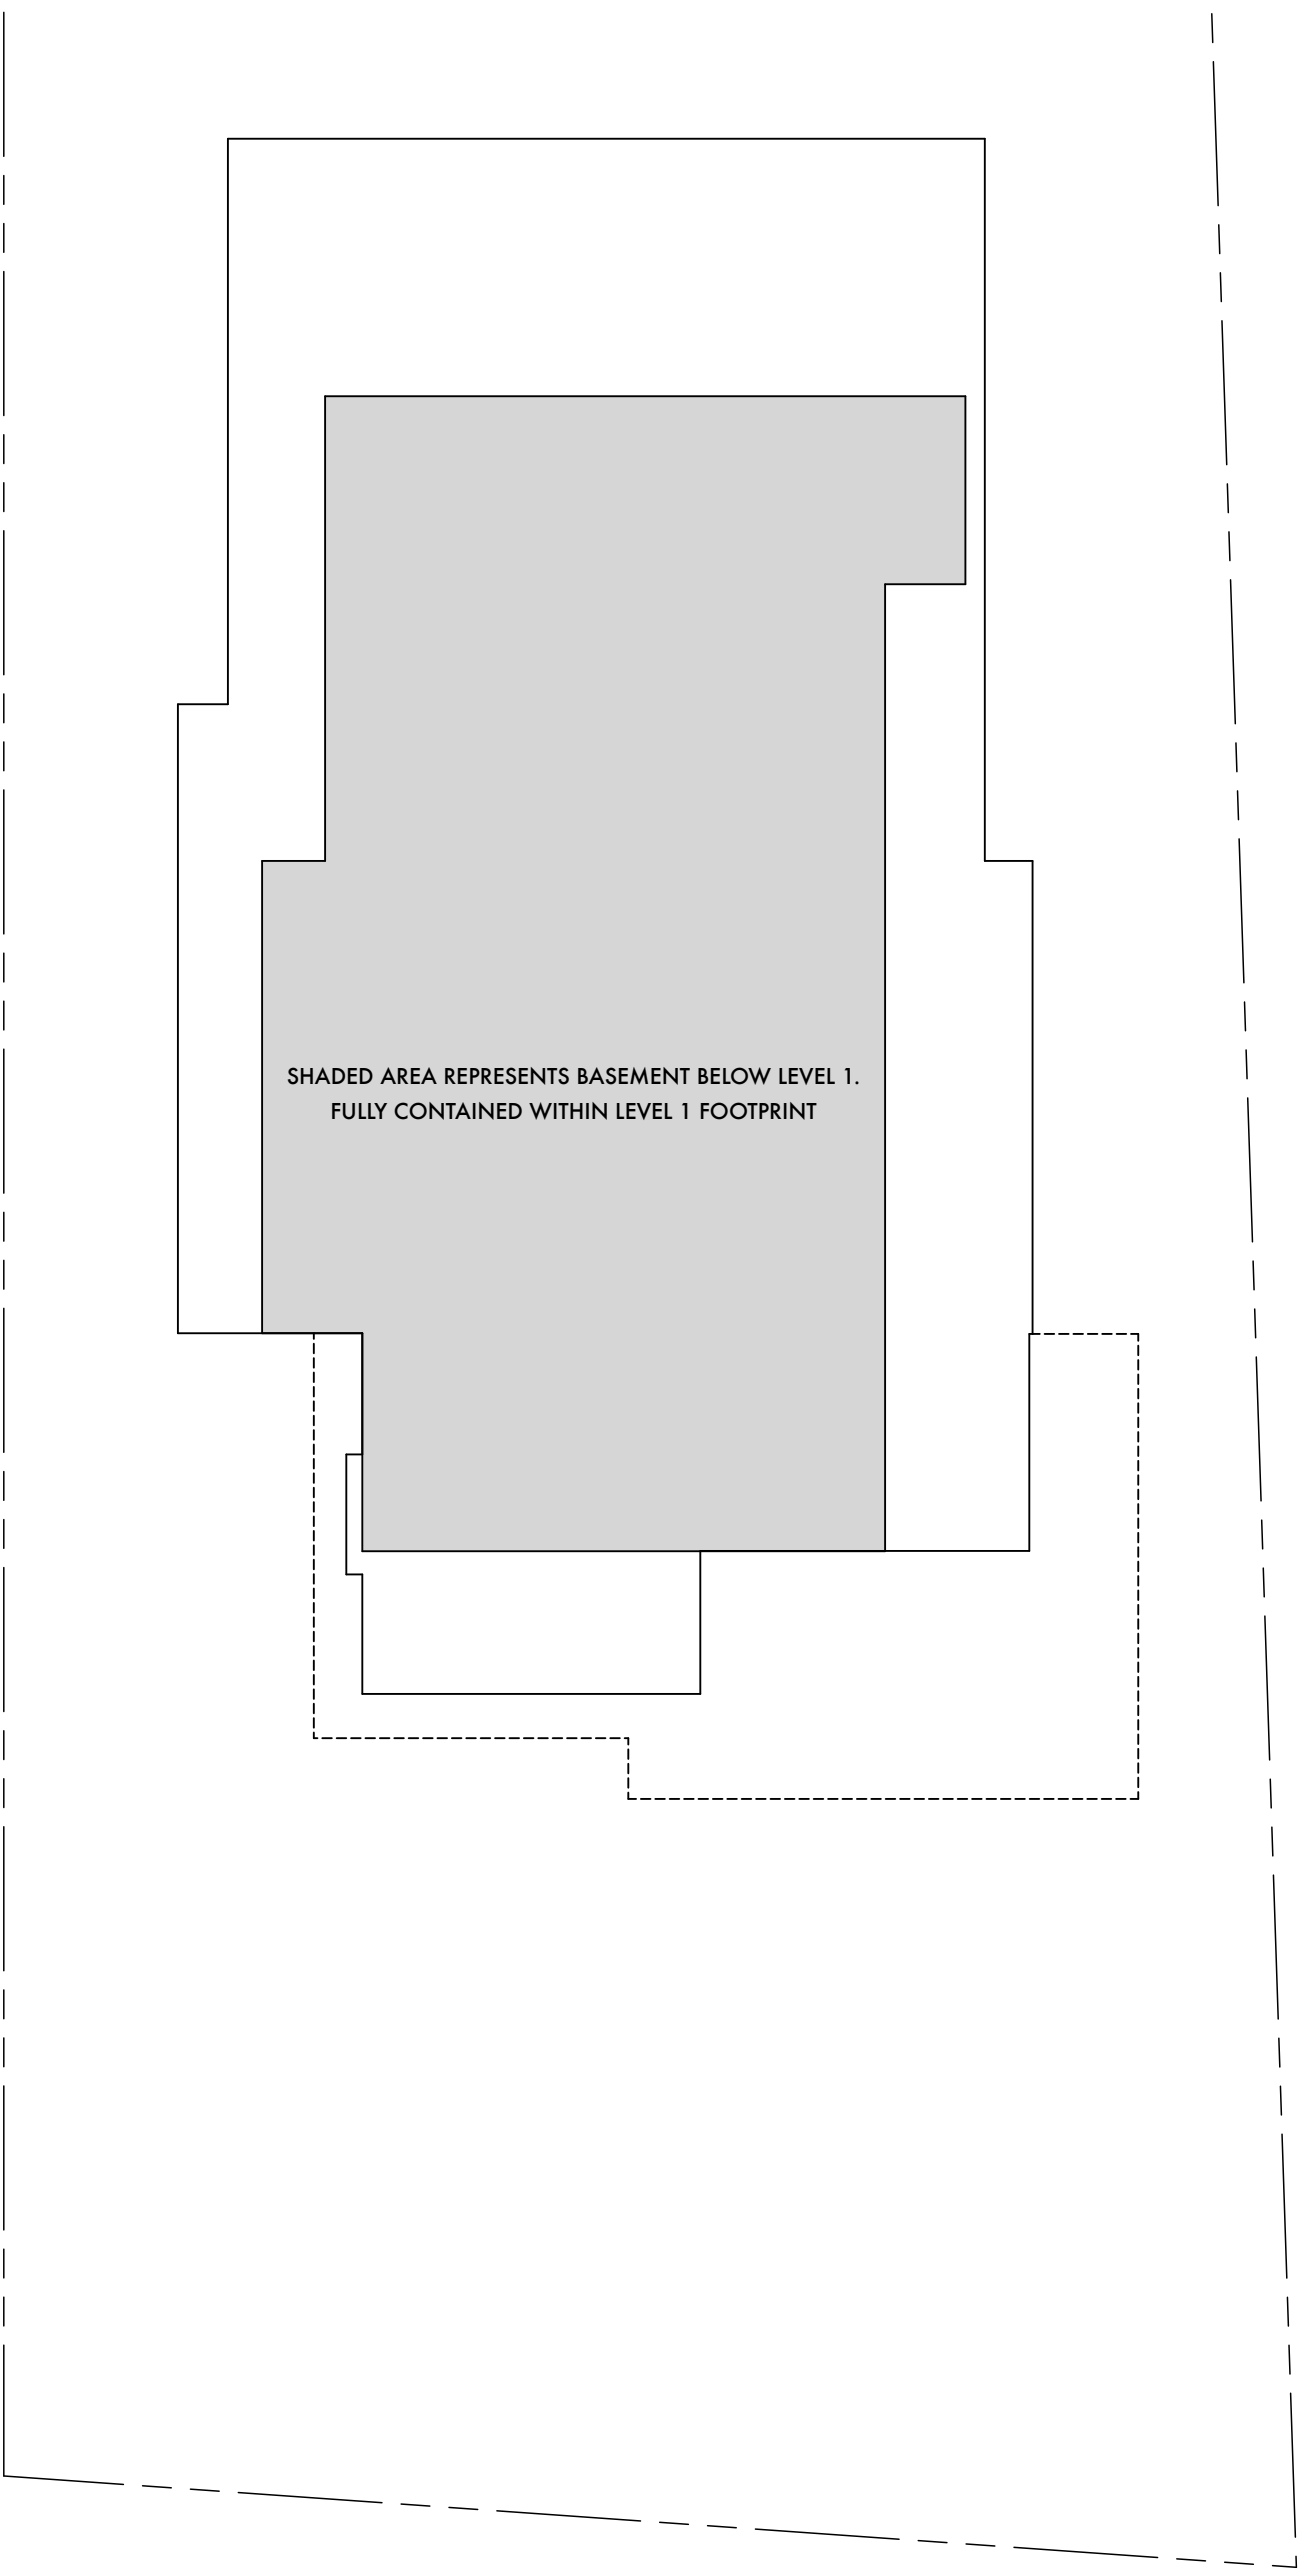 SHADED AREA REPRESENTS BASEMENT BELOW LEVEL 1.
FULLY CONTAINED WITHIN LEVEL 1 FOOTPRINT